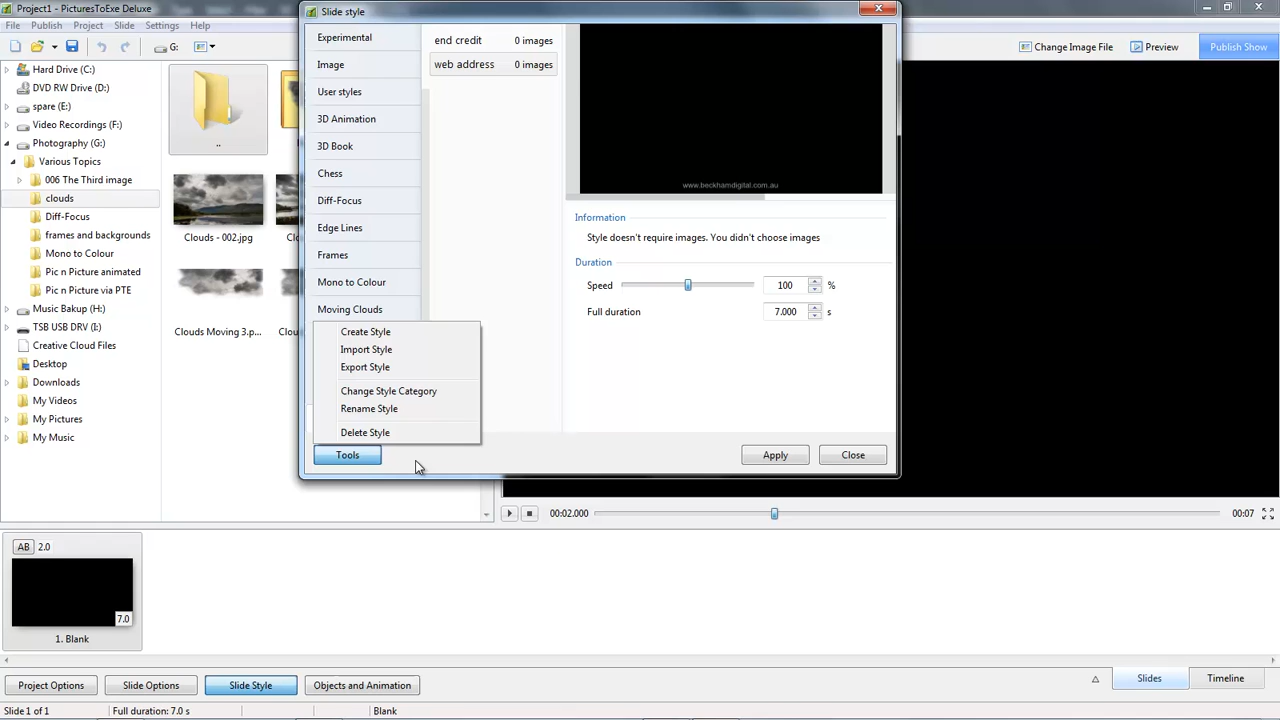 Project1 - PicturesToExe Deluxe
File Publish Project Slide Settings Help
G:
Change Image File Preview Publish Show
Hard Drive (C:)
DVD RW Drive (D:)
spare (E:)
Video Recordings (F:)
Photography (G:)
Various Topics
006 The Third image
clouds
Diff-Focus
frames and backgrounds
Mono to Colour
Pic n Picture animated
Pic n Picture via PTE
Music Backup (H:)
TSB USB DRV (E:)
Creative Cloud Files
Desktop
Downloads
My Videos
My Pictures
My Music
..
Clouds - 002.jpg
Clouds Moving 3.p...
Slide style
Experimental
Image
User styles
3D Animation
3D Book
Chess
Diff-Focus
Edge Lines
Frames
Mono to Colour
Moving Clouds
end credit 0 images
web address 0 images
www.beckhamdigital.com.au
Information
Style doesn't require images. You didn't choose images
Duration
Speed 100 %
Full duration 7.000 s
Create Style
Import Style
Export Style
Change Style Category
Rename Style
Delete Style
Tools Apply Close
00:02.000 00:07
AB 2.0
7.0
1. Blank
Project Options Slide Options Slide Style Objects and Animation Slides Timeline
Slide 1 of 1 Full duration: 7.0 s Blank